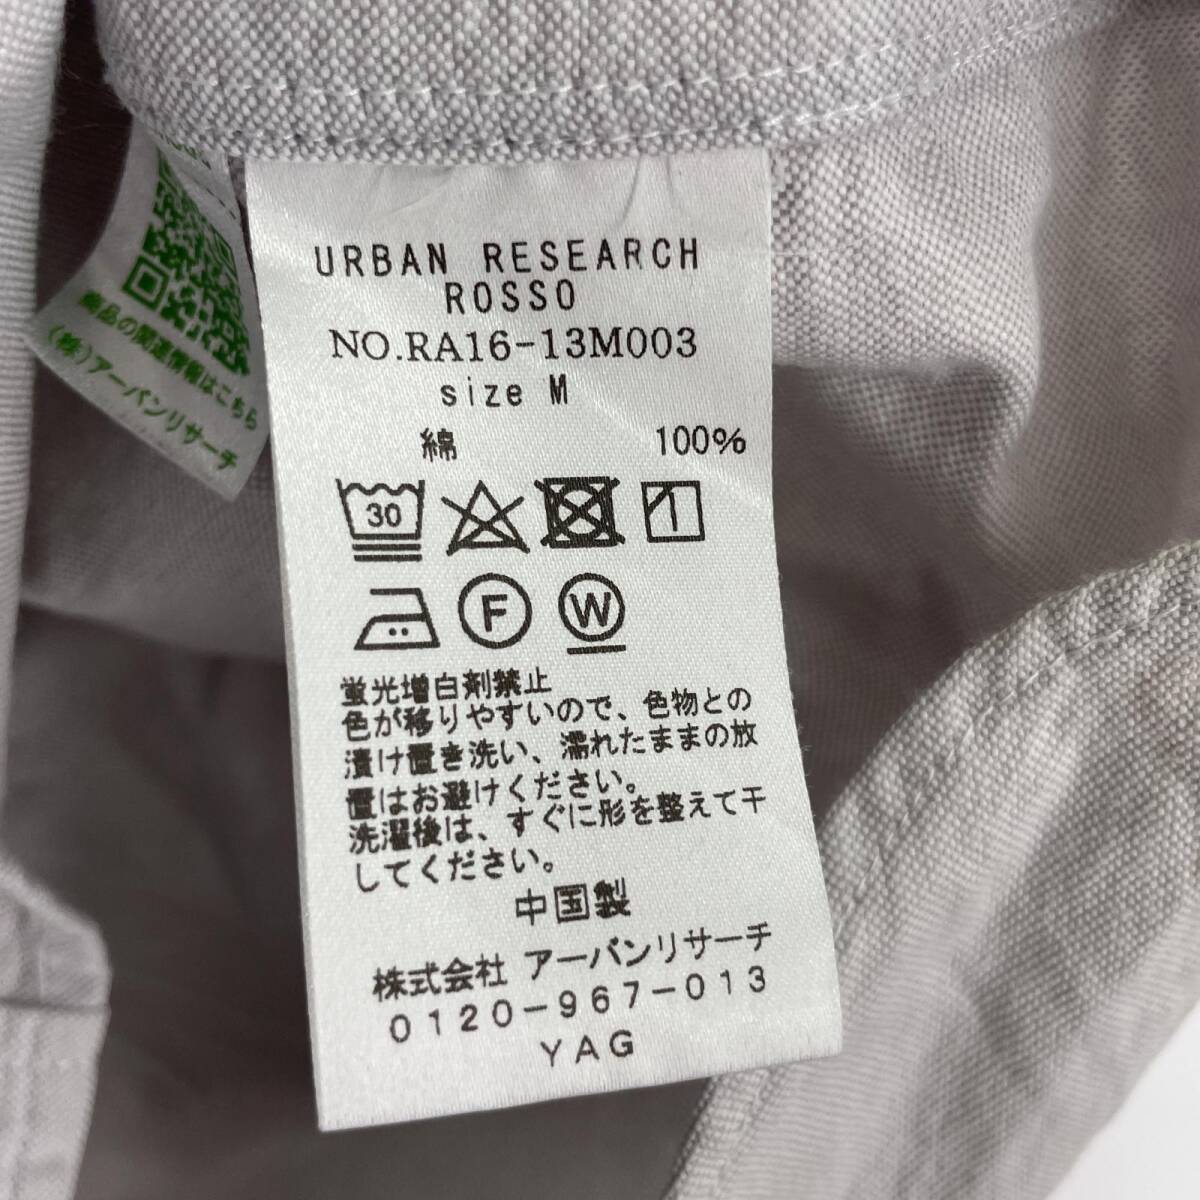 URBAN RESEARCH
ROSSO
NO.RA16-13M003
size M
綿 100%
30
F W
蛍光増白剤禁止
色が移りやすいので、色物との
漬け置き洗い、濡れたままの放
置はお避けください。
洗濯後は、すぐに形を整えて干
してください。
中国製
株式会社 アーバンリサーチ
0120-967-013
YAG
商品の関連情報はこちら
(株)アーバンリサーチ